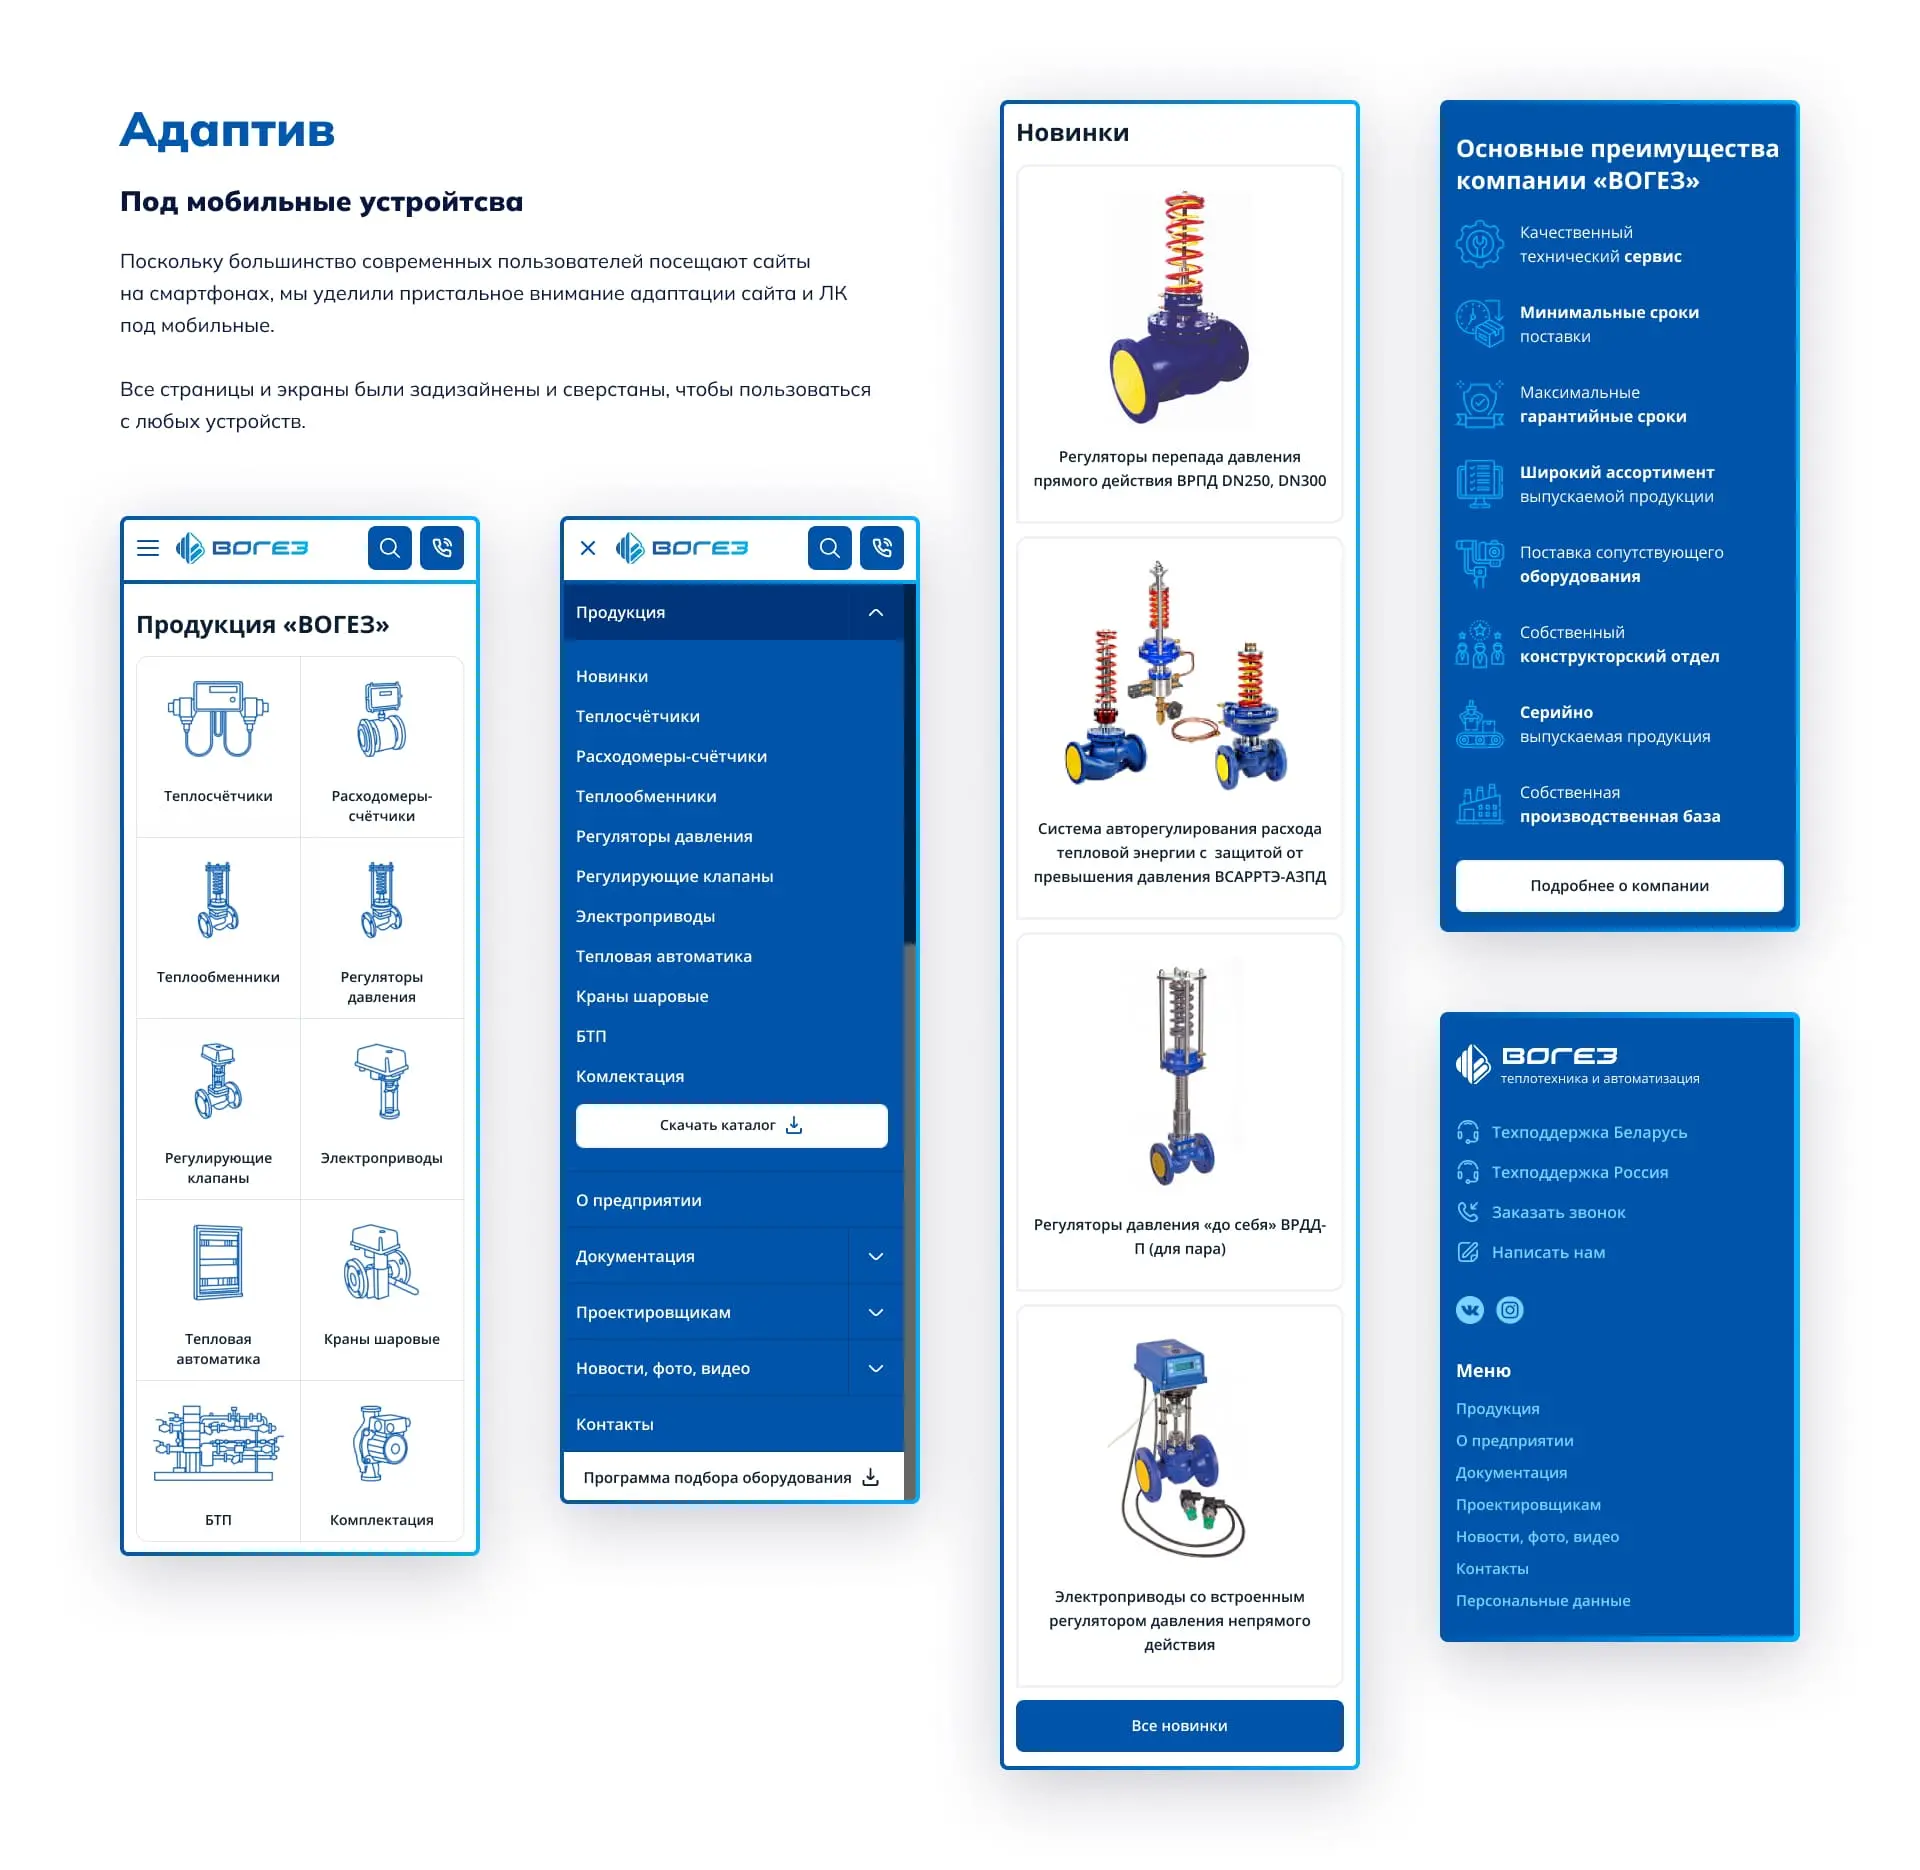 Адаптив
Под мобильные устройтсва
Поскольку большинство современных пользователей посещают сайты
на смартфонах, мы уделили пристальное внимание адаптации сайта и ЛК
под мобильные.
Все страницы и экраны были задизайнены и сверстаны, чтобы пользоваться
с любых устройств.
ВОГЕЗ
Продукция «ВОГЕЗ»
Теплосчётчики
Расходомеры-
счётчики
Теплообменники
Регуляторы
давления
Регулирующие
клапаны
Электроприводы
Тепловая
автоматика
Краны шаровые
БТП
Комплектация
ВОГЕЗ
Продукция
Новинки
Теплосчётчики
Расходомеры-счётчики
Теплообменники
Регуляторы давления
Регулирующие клапаны
Электроприводы
Тепловая автоматика
Краны шаровые
БТП
Комлектация
Скачать каталог
О предприятии
Документация
Проектировщикам
Новости, фото, видео
Контакты
Программа подбора оборудования
Новинки
Регуляторы перепада давления
прямого действия ВРПД DN250, DN300
Система авторегулирования расхода
тепловой энергии с защитой от
превышения давления ВСАРРТЭ-АЗПД
Регуляторы давления «до себя» ВРДД-
П (для пара)
Электроприводы со встроенным
регулятором давления непрямого
действия
Все новинки
Основные преимущества
компании «ВОГЕЗ»
Качественный
технический сервис
Минимальные сроки
поставки
Максимальные
гарантийные сроки
Широкий ассортимент
выпускаемой продукции
Поставка сопутствующего
оборудования
Собственный
конструкторский отдел
Серийно
выпускаемая продукция
Собственная
производственная база
Подробнее о компании
ВОГЕЗ
теплотехника и автоматизация
Техподдержка Беларусь
Техподдержка Россия
Заказать звонок
Написать нам
Меню
Продукция
О предприятии
Документация
Проектировщикам
Новости, фото, видео
Контакты
Персональные данные